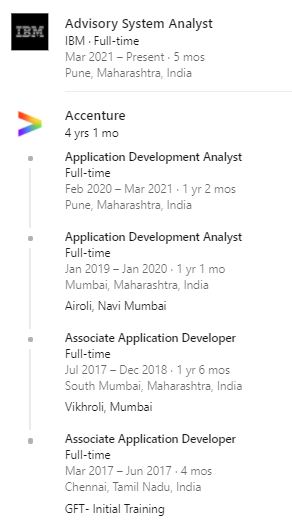 IBM
Advisory System Analyst
IBM · Full-time
Mar 2021 – Present · 5 mos
Pune, Maharashtra, India
Accenture
4 yrs 1 mo
Application Development Analyst
Full-time
Feb 2020 – Mar 2021 · 1 yr 2 mos
Pune, Maharashtra, India
Application Development Analyst
Full-time
Jan 2019 – Jan 2020 · 1 yr 1 mo
Mumbai, Maharashtra, India
Airoli, Navi Mumbai
Associate Application Developer
Full-time
Jul 2017 – Dec 2018 · 1 yr 6 mos
South Mumbai, Maharashtra, India
Vikhroli, Mumbai
Associate Application Developer
Full-time
Mar 2017 – Jun 2017 · 4 mos
Chennai, Tamil Nadu, India
GFT- Initial Training